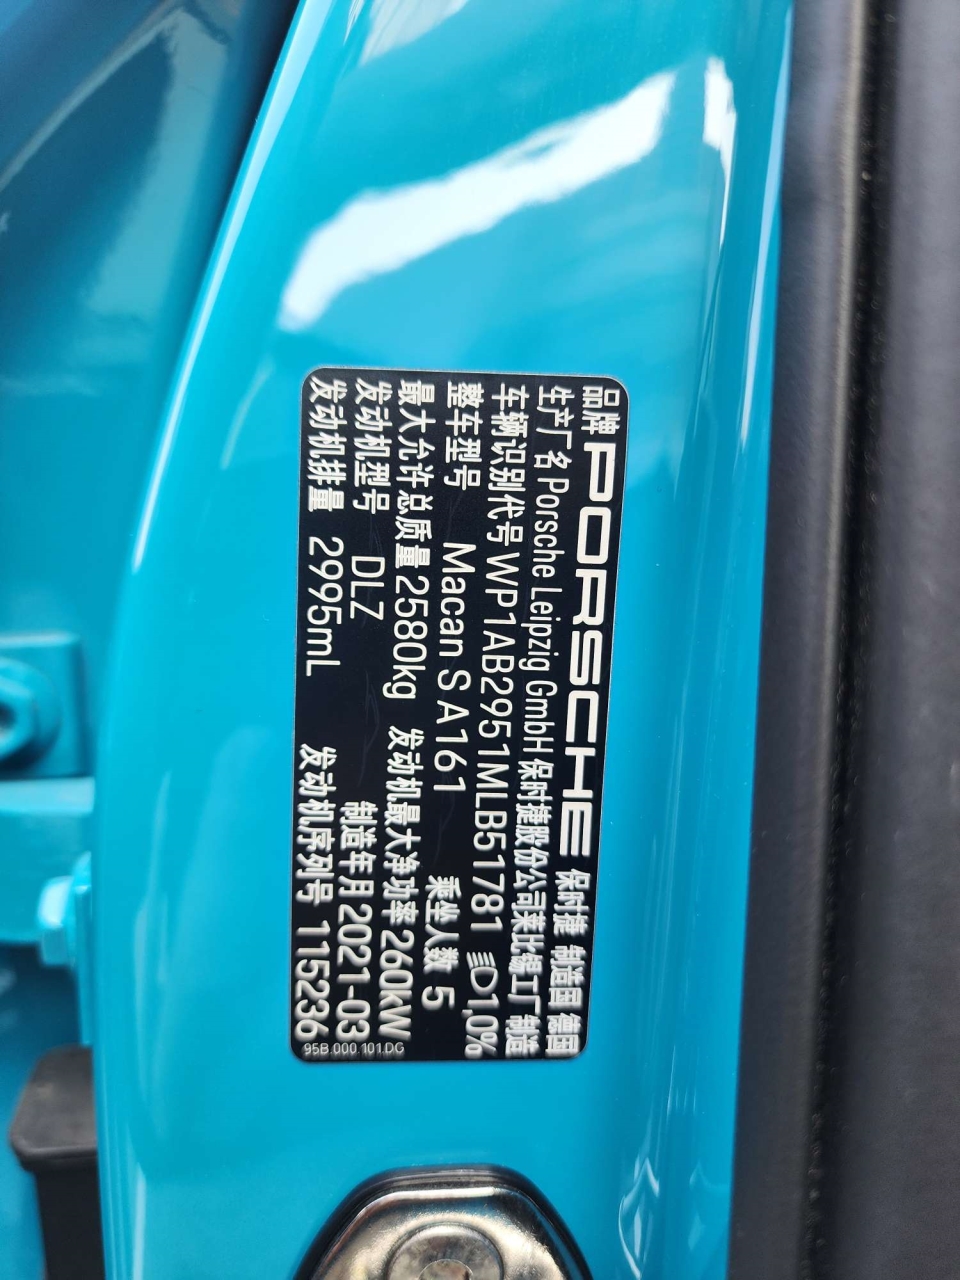 品牌 PORSCHE 保时捷 制造国 德国
生产厂名 Porsche Leipzig GmbH 保时捷股份公司莱比锡工厂 制造
车辆识别代号 WP1AB2951MLB51781 1,0%
整车型号 Macan S A161 乘坐人数 5
最大允许总质量 2580kg 发动机最大净功率 260kW
发动机型号 DLZ 制造年月 2021-03
发动机排量 2995mL 发动机序列号 115236
95B.000.101.DG